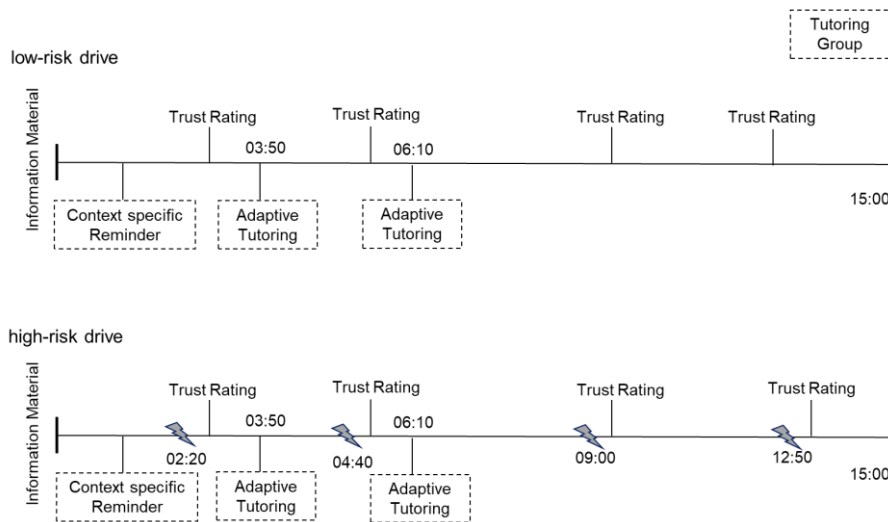 Tutoring
Group
low-risk drive
Information Material
Trust Rating
Trust Rating
Trust Rating
Trust Rating
03:50
06:10
15:00
Context specific
Reminder
Adaptive
Tutoring
Adaptive
Tutoring
high-risk drive
Information Material
Trust Rating
Trust Rating
Trust Rating
Trust Rating
03:50
06:10
02:20
04:40
09:00
12:50
15:00
Context specific
Reminder
Adaptive
Tutoring
Adaptive
Tutoring